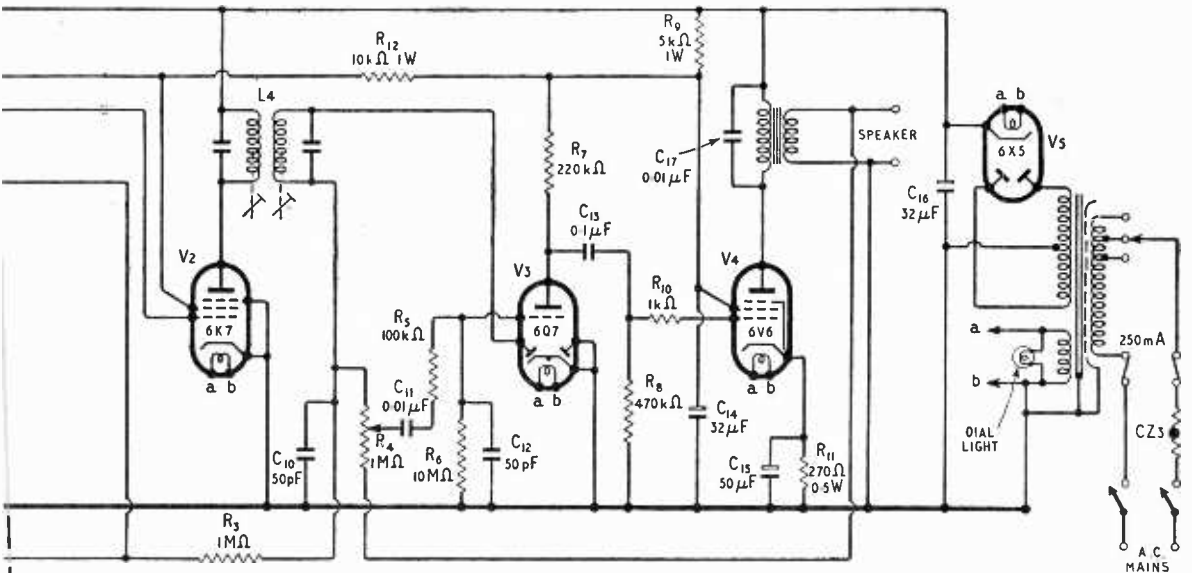 R12
10kΩ 1W
R9
5kΩ
1W
L4
R7
220kΩ
C17
0.01μF
SPEAKER
a b
6X5
V5
C16
32μF
V2
6K7
a b
C13
0.1μF
V3
6Q7
a b
R10
1kΩ
V4
6V6
a b
R5
100kΩ
C11
0.01μF
R4
1MΩ
R6
10MΩ
C12
50pF
C10
50pF
R8
470kΩ
C14
32μF
C15
50μF
R11
270Ω
0.5W
a
b
DIAL
LIGHT
250mA
CZ3
R3
1MΩ
A.C.
MAINS